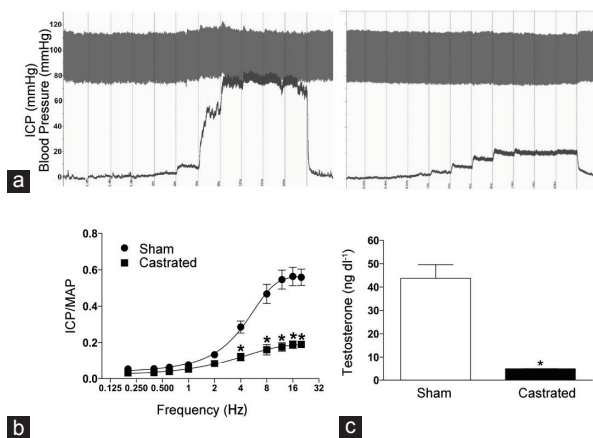 ICP (mmHg)
Blood Pressure (mmHg)
120
100
80
60
40
20
0
a
Sham
Castrated
ICP/MAP
0.8
0.6
0.4
0.2
0.0
* * * * *
0.125 0.250 0.500 1 2 4 8 16 32
Frequency (Hz)
b
Testosterone (ng dl⁻¹)
60
50
40
30
20
10
0
*
Sham Castrated
c